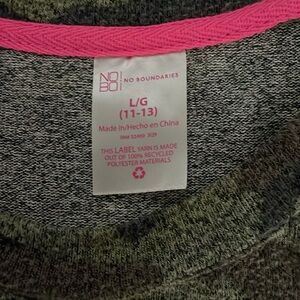 NO
BO
NO BOUNDARIES
L/G
(11-13)
Made In/Hecho en China
THIS LABEL YARN IS MADE
OUT OF 100% RECYCLED
POLYESTER MATERIALS